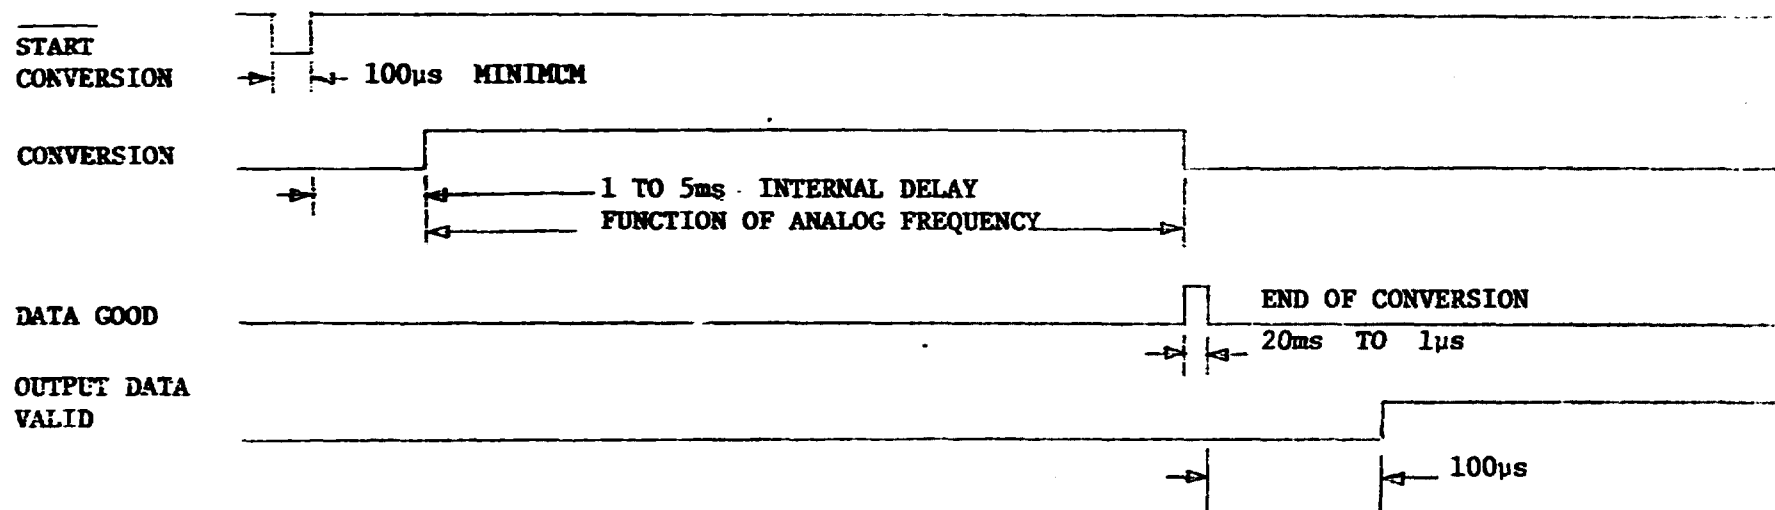 START
CONVERSION
100µs MINIMUM
CONVERSION
1 TO 5ms INTERNAL DELAY
FUNCTION OF ANALOG FREQUENCY
DATA GOOD
END OF CONVERSION
20ms TO 1µs
OUTPUT DATA
VALID
100µs